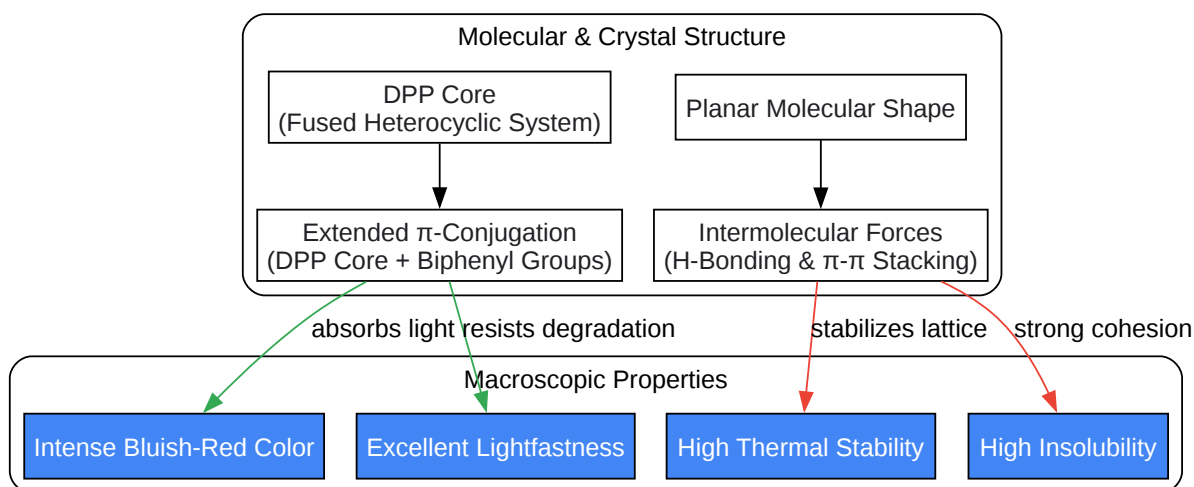 Molecular & Crystal Structure
DPP Core
(Fused Heterocyclic System)
Planar Molecular Shape
Extended π-Conjugation
(DPP Core + Biphenyl Groups)
Intermolecular Forces
(H-Bonding & π-π Stacking)
absorbs light
resists degradation
stabilizes lattice
strong cohesion
Macroscopic Properties
Intense Bluish-Red Color
Excellent Lightfastness
High Thermal Stability
High Insolubility